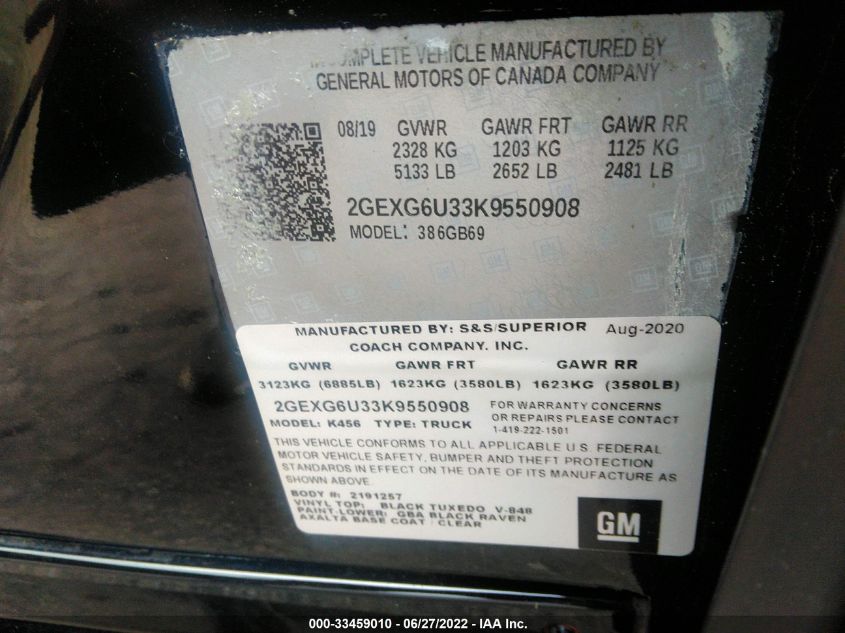 INCOMPLETE VEHICLE MANUFACTURED BY
GENERAL MOTORS OF CANADA COMPANY
08/19 GVWR GAWR FRT GAWR RR
2328 KG 1203 KG 1125 KG
5133 LB 2652 LB 2481 LB
2GEXG6U33K9550908
MODEL: 386GB69
MANUFACTURED BY: S&S/SUPERIOR Aug-2020
COACH COMPANY, INC.
GVWR GAWR FRT GAWR RR
3123KG (6885LB) 1623KG (3580LB) 1623KG (3580LB)
2GEXG6U33K9550908 FOR WARRANTY CONCERNS
OR REPAIRS PLEASE CONTACT
MODEL: K456 TYPE: TRUCK 1-419-222-1501
THIS VEHICLE CONFORMS TO ALL APPLICABLE U.S. FEDERAL
MOTOR VEHICLE SAFETY, BUMPER AND THEFT PROTECTION
STANDARDS IN EFFECT ON THE DATE OF ITS MANUFACTURE AS
SHOWN ABOVE.
BODY #: 2191257
VINYL TOP: BLACK TUXEDO V-848
PAINT-LOWER: GBA BLACK RAVEN
AXALTA BASE COAT / CLEAR
GM
000-33459010 - 06/27/2022 - IAA Inc.